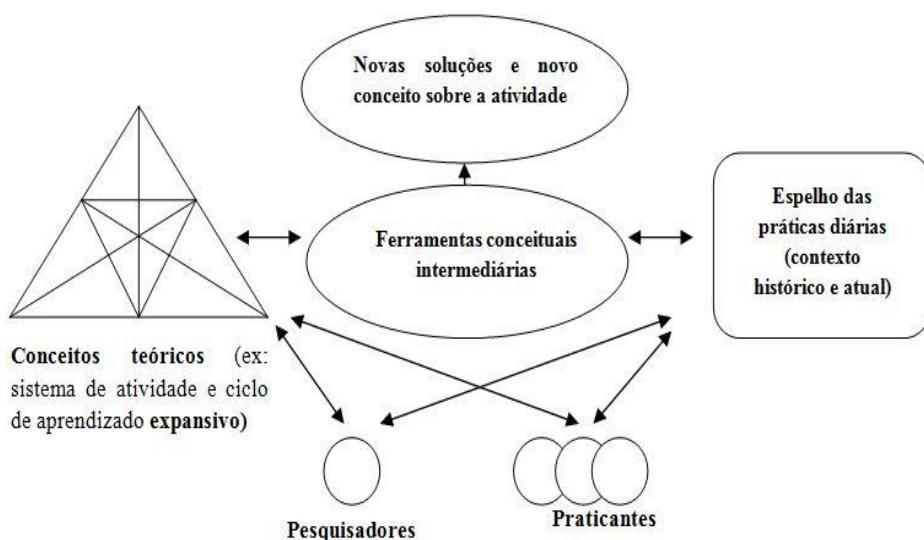 Novas soluções e novo
conceito sobre a atividade
Ferramentas conceituais
intermediárias
Espelho das
práticas diárias
(contexto
histórico e atual)
Conceitos teóricos (ex:
sistema de atividade e ciclo
de aprendizado expansivo)
Pesquisadores
Praticantes